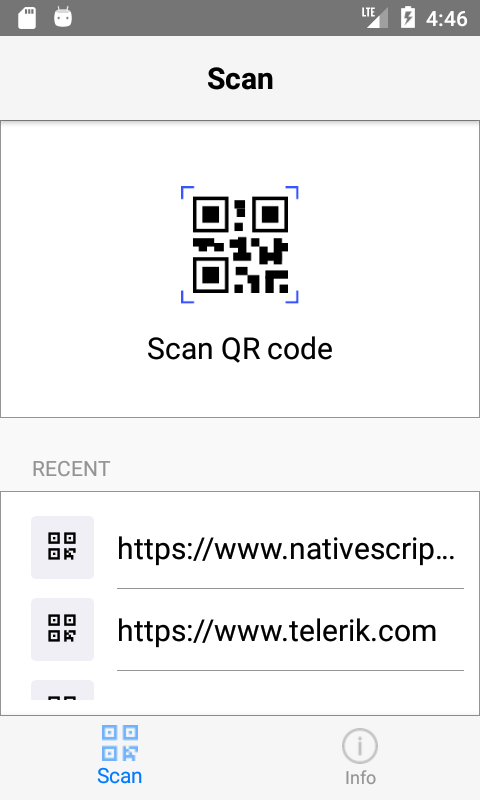 LTE 4:46
Scan
Scan QR code
RECENT
https://www.nativescrip...
https://www.telerik.com
Scan
Info